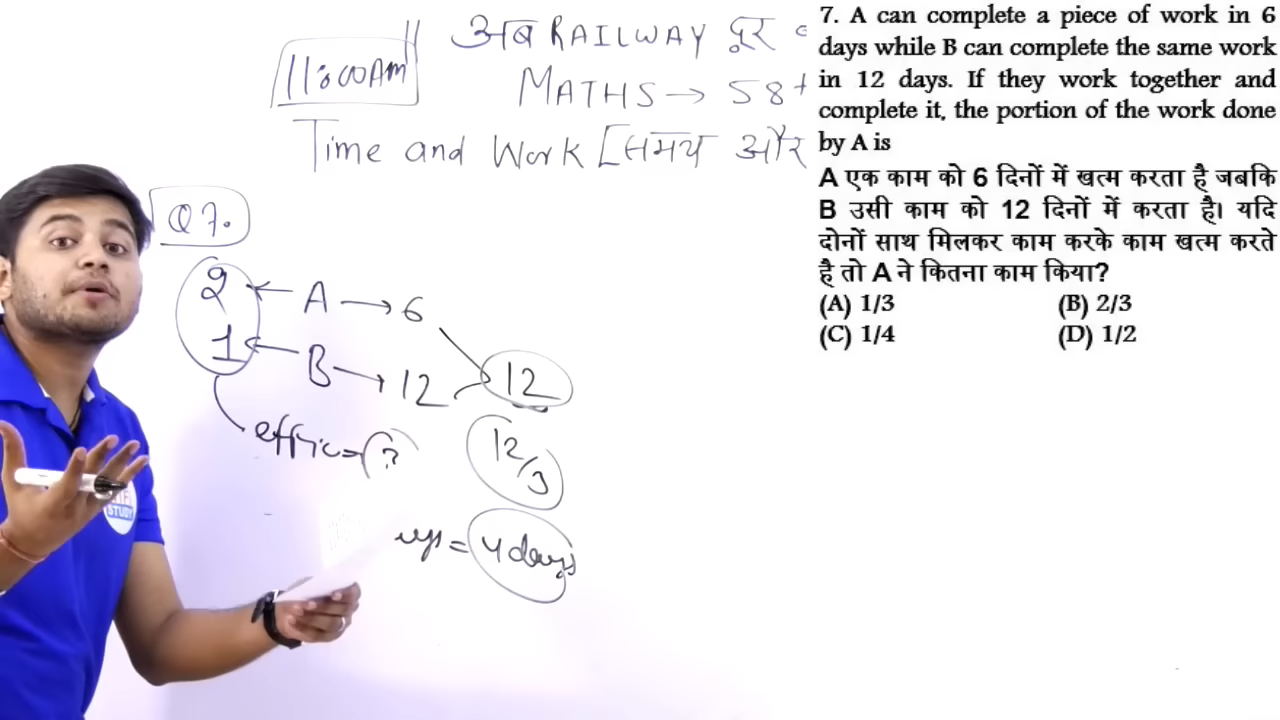 11:00AM
अब RAILWAY दूर
MATHS → 58+
Time and Work [समय और
Q7.
2 ← A → 6
1 ← B → 12
12
effic = ?
12/3
= 4 days
STUDY
7. A can complete a piece of work in 6
days while B can complete the same work
in 12 days. If they work together and
complete it, the portion of the work done
by A is
A एक काम को 6 दिनों में खत्म करता है जबकि
B उसी काम को 12 दिनों में करता है। यदि
दोनों साथ मिलकर काम करके काम खत्म करते
है तो A ने कितना काम किया?
(A) 1/3 (B) 2/3
(C) 1/4 (D) 1/2